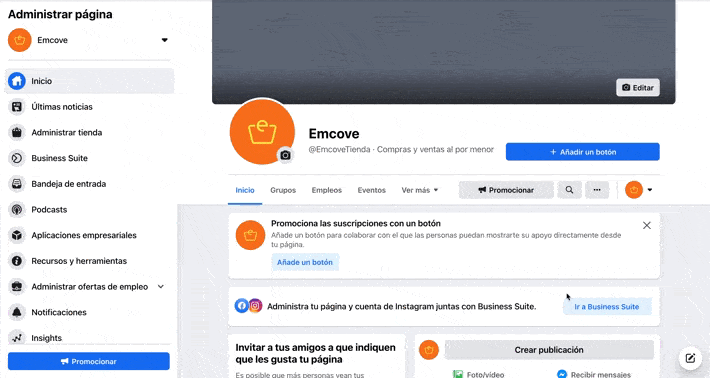 Administrar página
Emcove
Inicio
Últimas noticias
Administrar tienda
Business Suite
Bandeja de entrada
Podcasts
Aplicaciones empresariales
Recursos y herramientas
Administrar ofertas de empleo
Notificaciones
Insights
Promocionar
Editar
e
Emcove
@EmcoveTienda · Compras y ventas al por menor
+ Añadir un botón
Inicio Grupos Empleos Eventos Ver más Promocionar
Promociona las suscripciones con un botón
Añade un botón para colaborar con el que las personas puedan mostrarte su apoyo directamente desde
tu página.
Añade un botón
Administra tu página y cuenta de Instagram juntas con Business Suite.
Ir a Business Suite
Invitar a tus amigos a que indiquen
que les gusta tu página
Es posible que más personas vean tus
Crear publicación
Foto/vídeo
Recibir mensajes